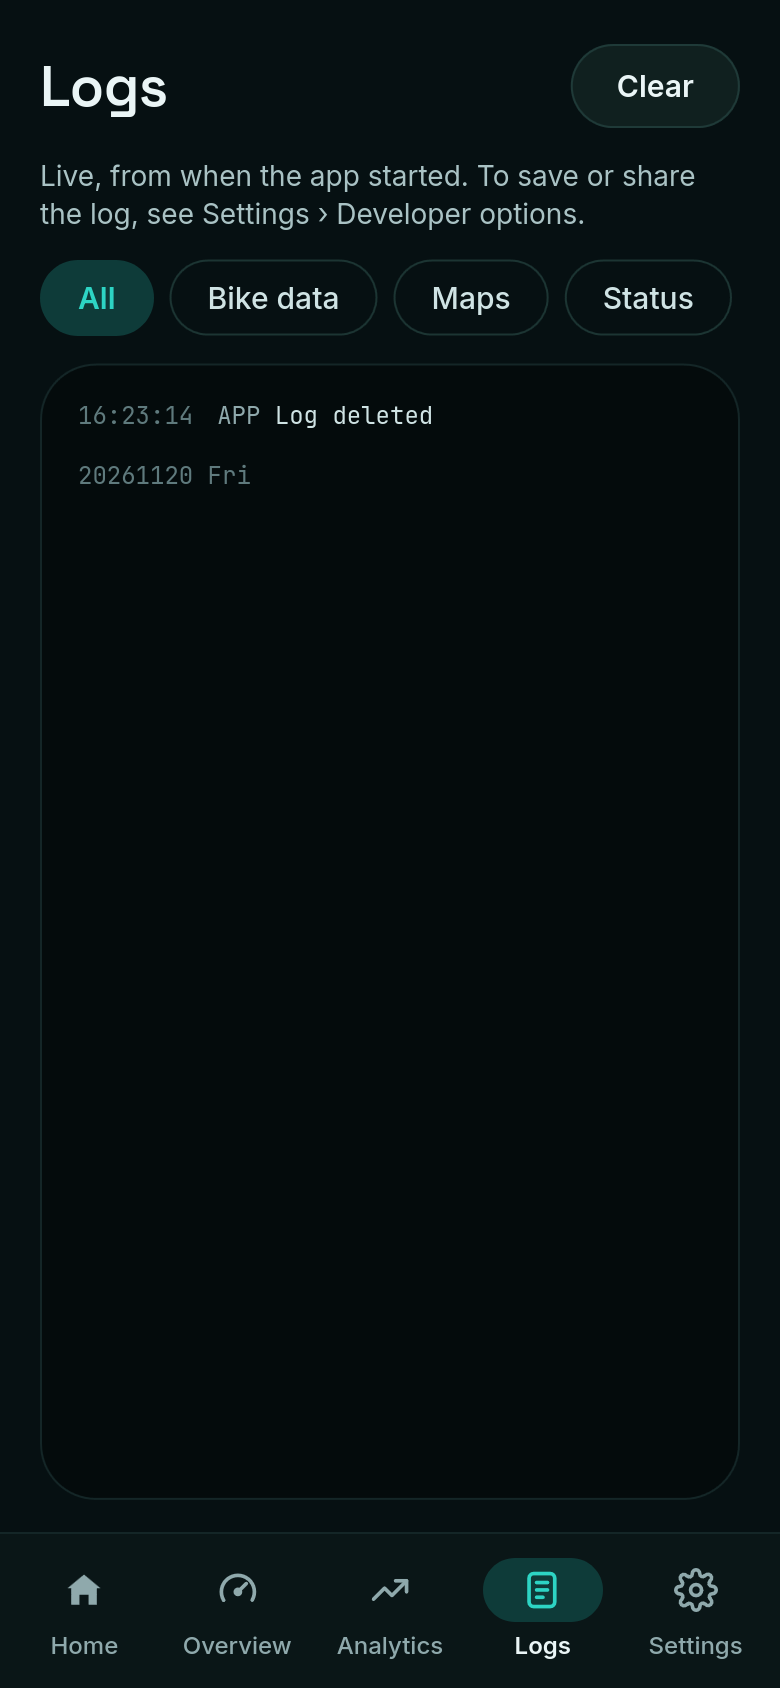 Logs
Clear
Live, from when the app started. To save or share
the log, see Settings › Developer options.
All
Bike data
Maps
Status
16:23:14 APP Log deleted
20261120 Fri
Home
Overview
Analytics
Logs
Settings